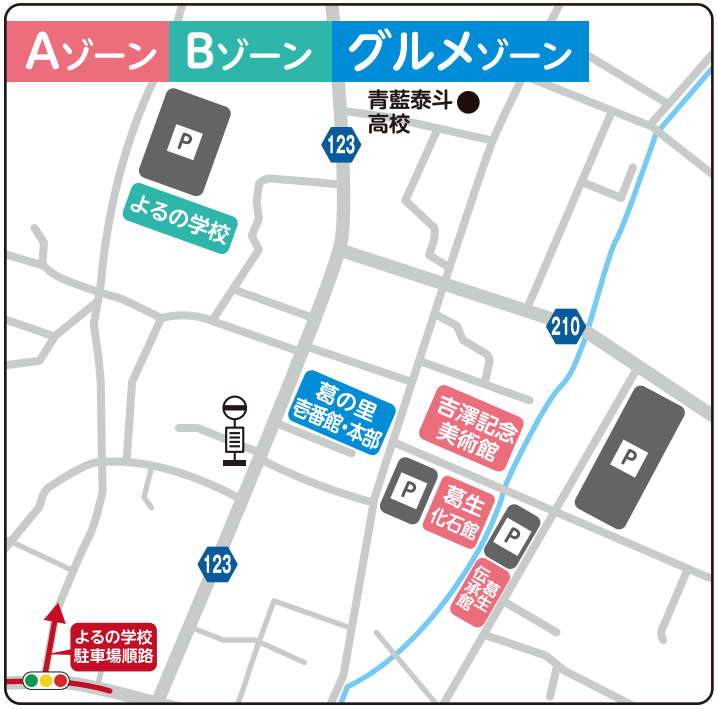 Aゾーン
Bゾーン
グルメゾーン
青藍泰斗
高校
123
P
よるの学校
210
葛の里
壱番館・本部
吉澤記念
美術館
P
P
葛生
化石館
P
伝承館
葛生
123
よるの学校
駐車場順路